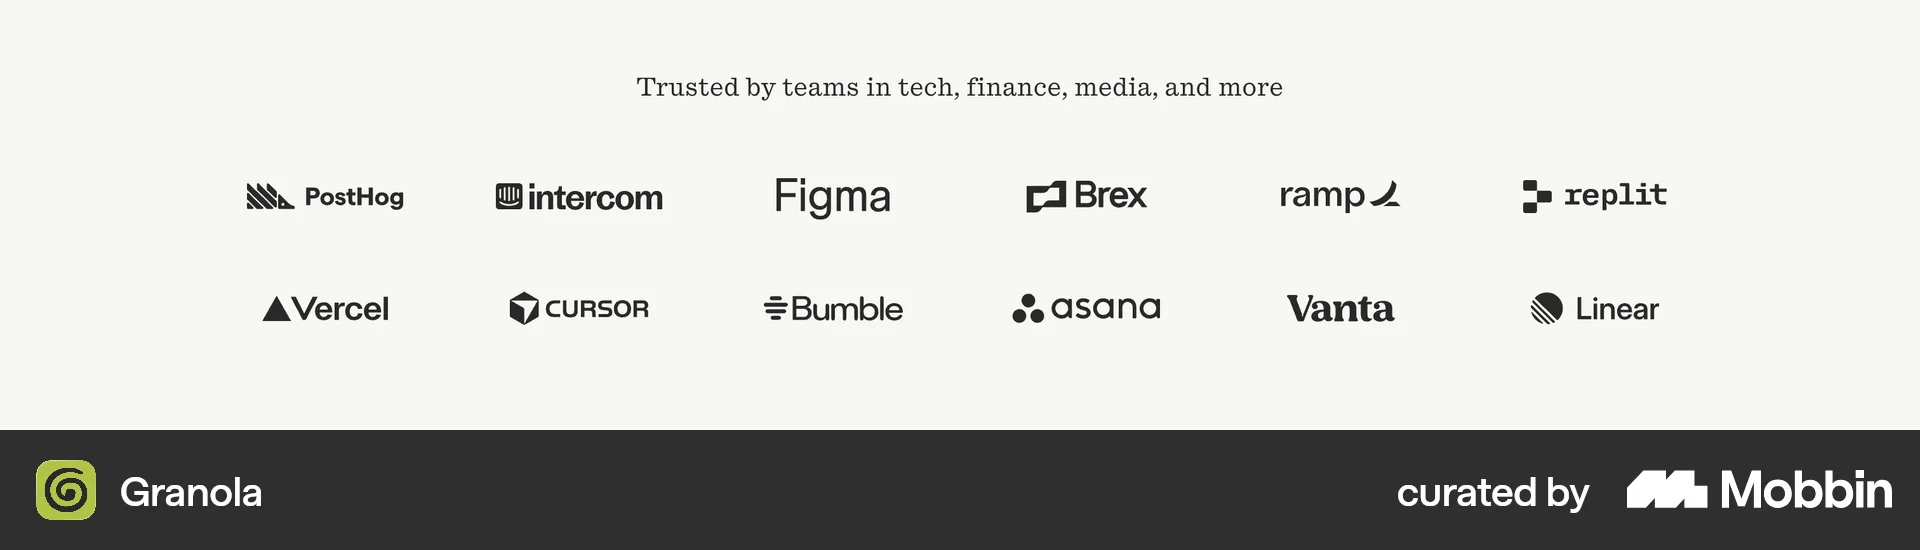 Trusted by teams in tech, finance, media, and more
PostHog intercom Figma Brex ramp replit
Vercel CURSOR Bumble asana Vanta Linear
Granola curated by Mobbin